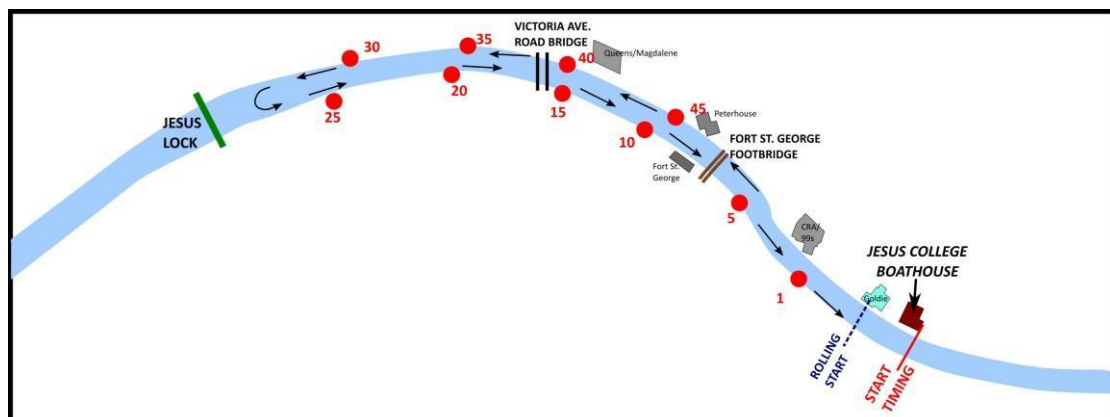 VICTORIA AVE.
ROAD BRIDGE
35
30
40
Queens/Magdalene
20
15
25
45
Peterhouse
10
JESUS
LOCK
FORT ST. GEORGE
FOOTBRIDGE
Fort St.
George
5
CRA/
99s
JESUS COLLEGE
BOATHOUSE
1
Goldie
ROLLING
START
START
TIMING